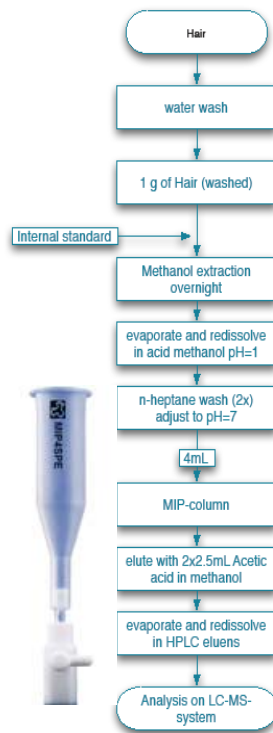 Hair
water wash
1 g of Hair (washed)
Internal standard
Methanol extraction
overnight
evaporate and redissolve
in acid methanol pH=1
n-heptane wash (2x)
adjust to pH=7
4mL
MIP-column
elute with 2x2.5mL Acetic
acid in methanol
evaporate and redissolve
in HPLC eluens
Analysis on LC-MS-
system
MIP4SPE